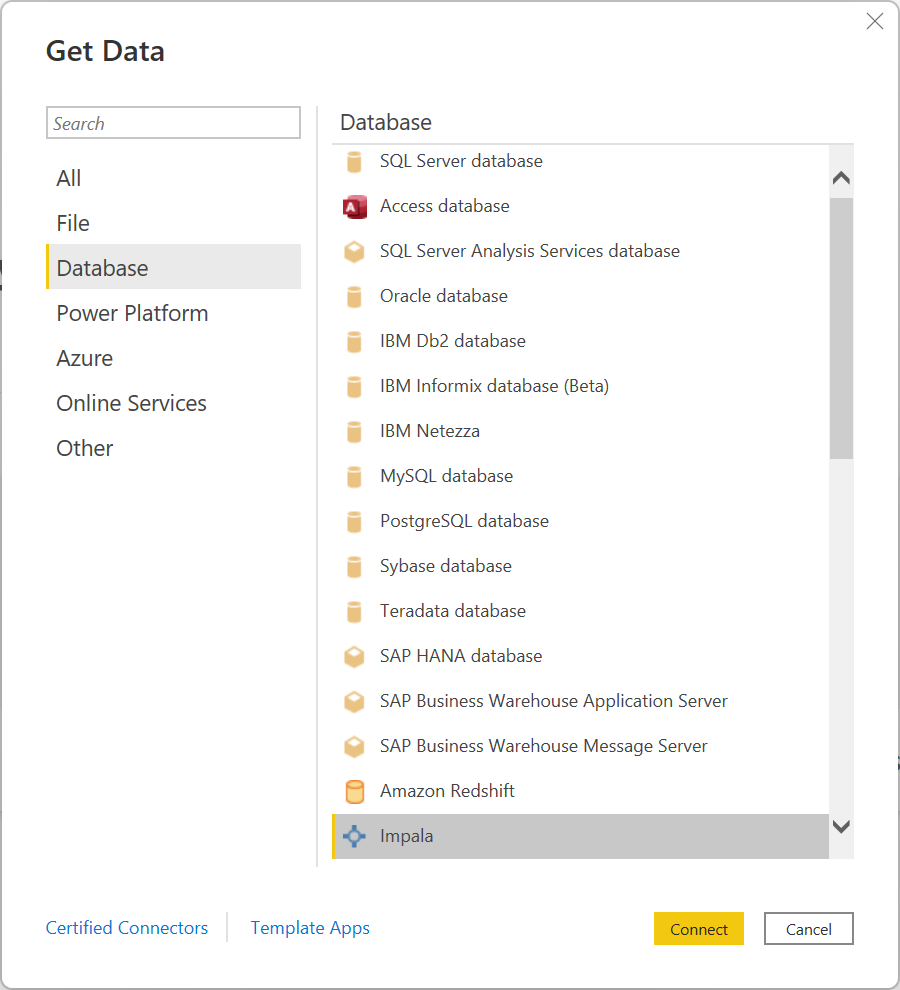 Get Data
Search
All
File
Database
Power Platform
Azure
Online Services
Other
Database
SQL Server database
Access database
SQL Server Analysis Services database
Oracle database
IBM Db2 database
IBM Informix database (Beta)
IBM Netezza
MySQL database
PostgreSQL database
Sybase database
Teradata database
SAP HANA database
SAP Business Warehouse Application Server
SAP Business Warehouse Message Server
Amazon Redshift
Impala
Certified Connectors
Template Apps
Connect
Cancel